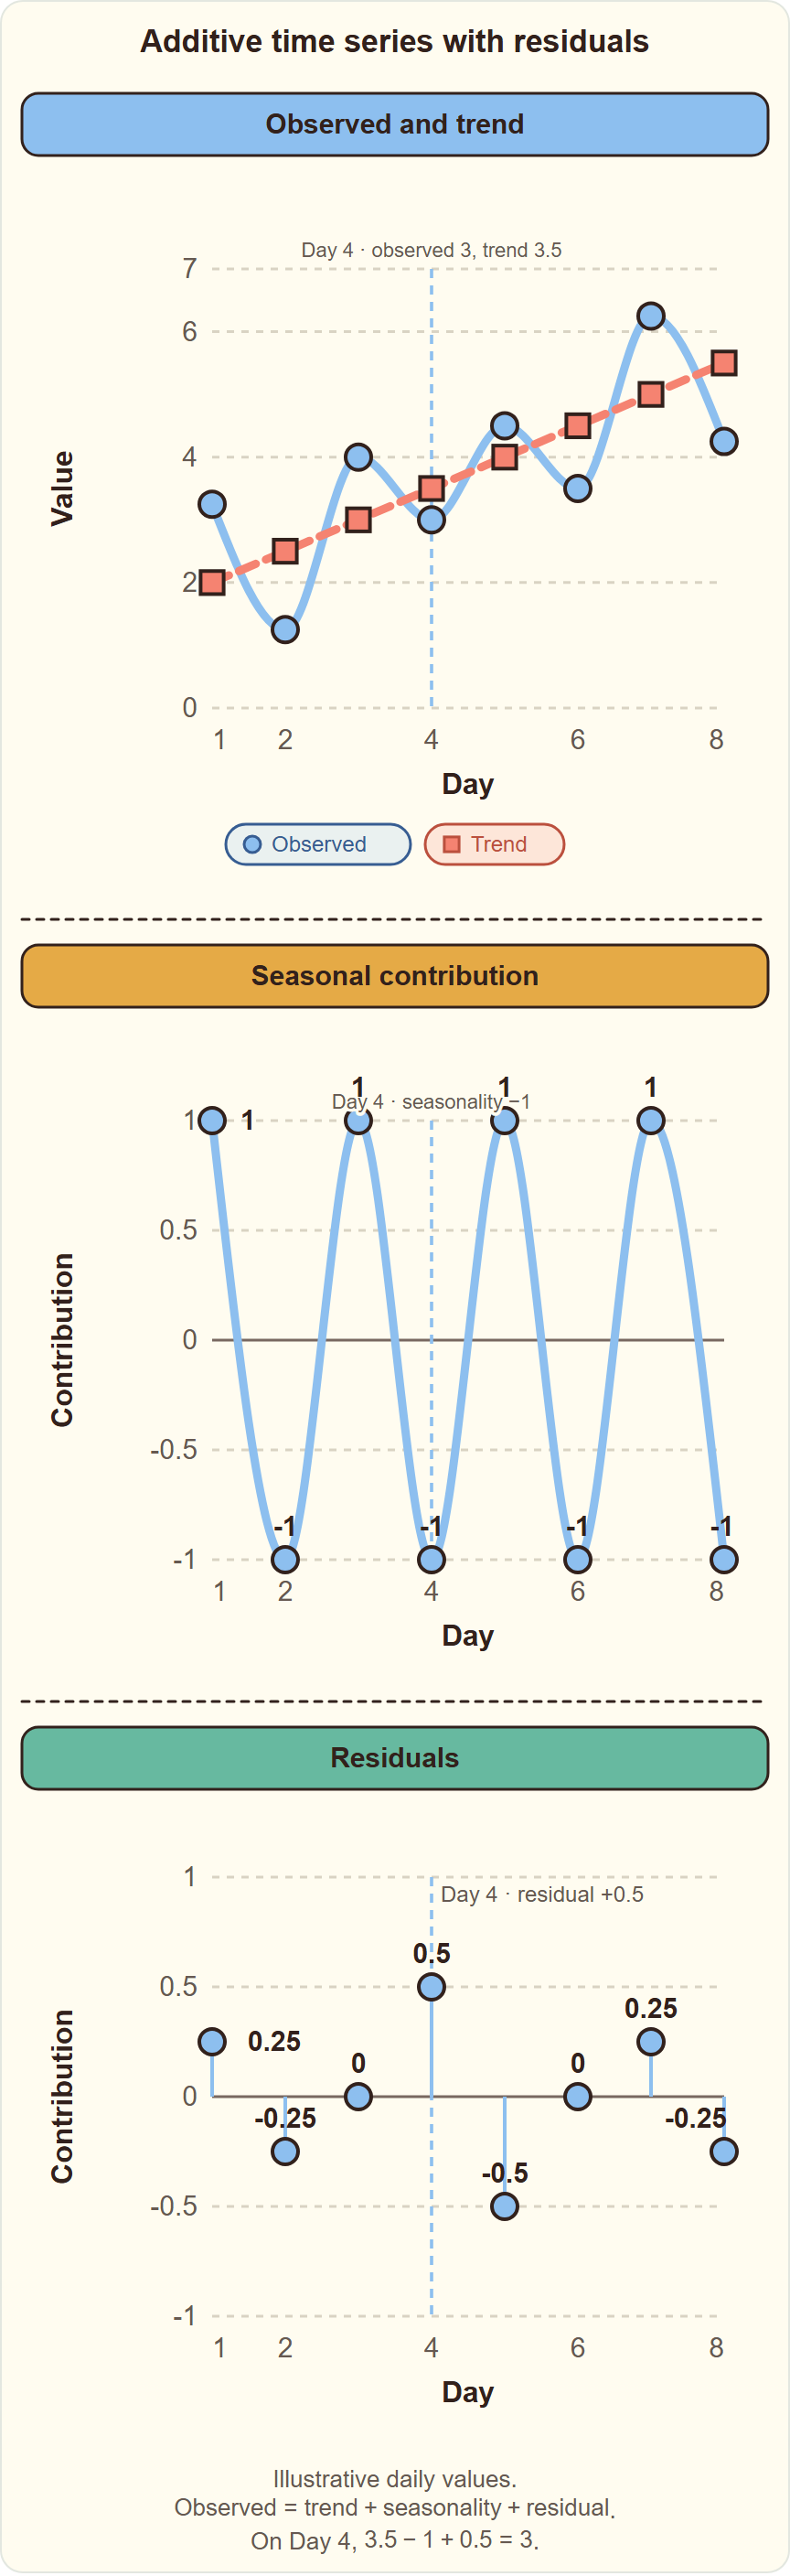 Additive time series with residuals
Observed and trend
Day 4 · observed 3, trend 3.5
7
6
4
2
0
Value
1 2 4 6 8
Day
Observed Trend
Seasonal contribution
1 1 1
Day 4 · seasonality −1
1 1
0.5
0
-0.5
-1 -1 -1 -1
-1
Contribution
1 2 4 6 8
Day
Residuals
1
Day 4 · residual +0.5
0.5
0.5
0.25
0.25
0 0
0
-0.25 -0.25
-0.5
-0.5
-1
Contribution
1 2 4 6 8
Day
Illustrative daily values.
Observed = trend + seasonality + residual.
On Day 4, 3.5 − 1 + 0.5 = 3.